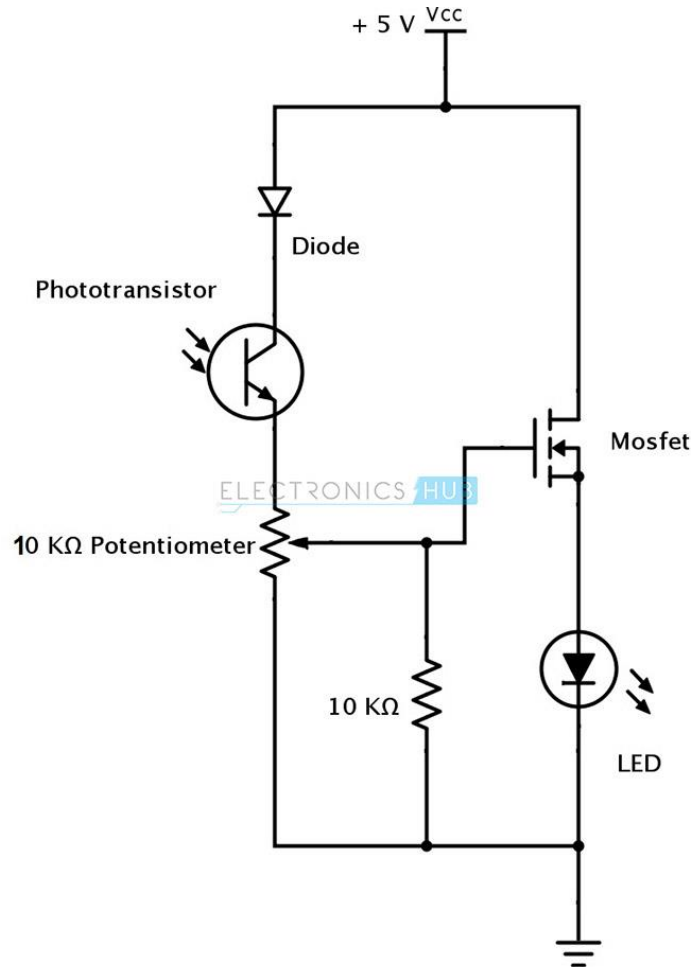 + 5 V Vcc
Diode
Phototransistor
Mosfet
ELECTRONICS HUB
10 KΩ Potentiometer
10 KΩ
LED